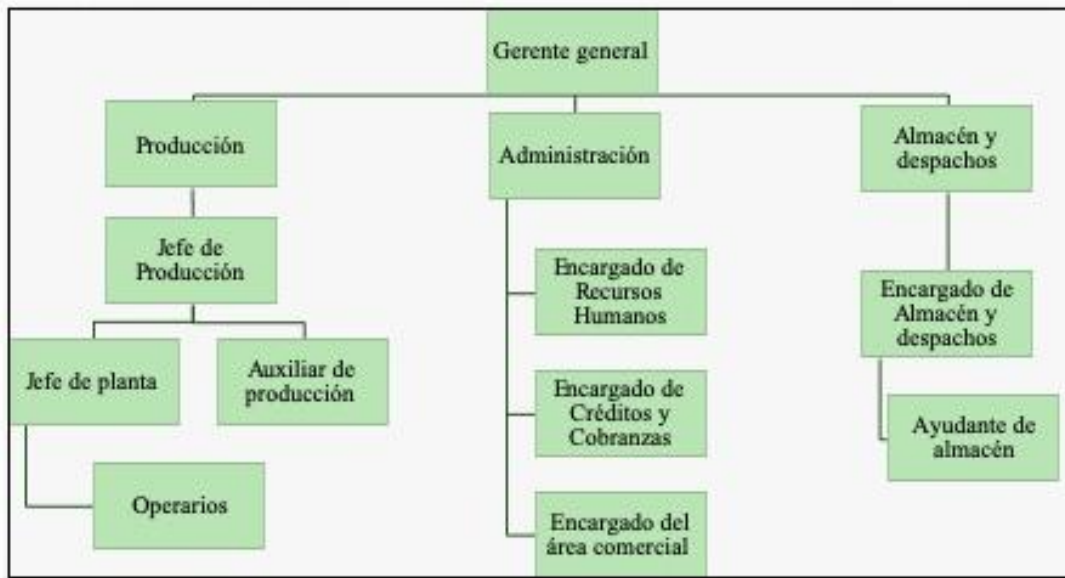 Gerente general
Producción
Administración
Almacén y
despachos
Jefe de
Producción
Encargado de
Recursos
Humanos
Encargado de
Almacén y
despachos
Jefe de planta
Auxiliar de
producción
Encargado de
Créditos y
Cobranzas
Ayudante de
almacén
Operarios
Encargado del
área comercial